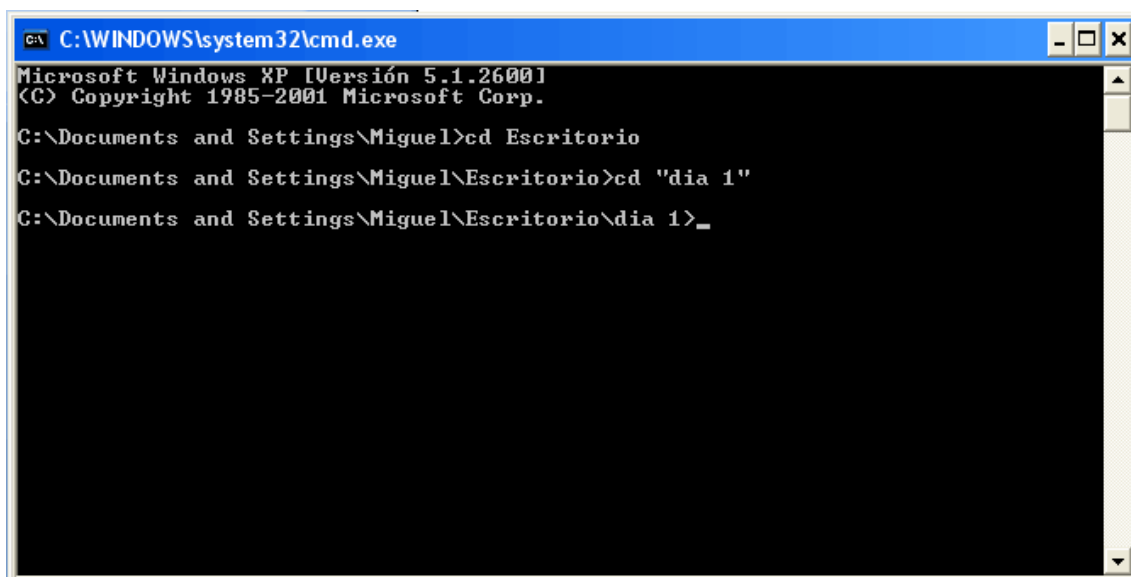 C:\WINDOWS\system32\cmd.exe
Microsoft Windows XP [Versión 5.1.2600]
(C) Copyright 1985-2001 Microsoft Corp.
C:\Documents and Settings\Miguel>cd Escritorio
C:\Documents and Settings\Miguel\Escritorio>cd "dia 1"
C:\Documents and Settings\Miguel\Escritorio\dia 1>_